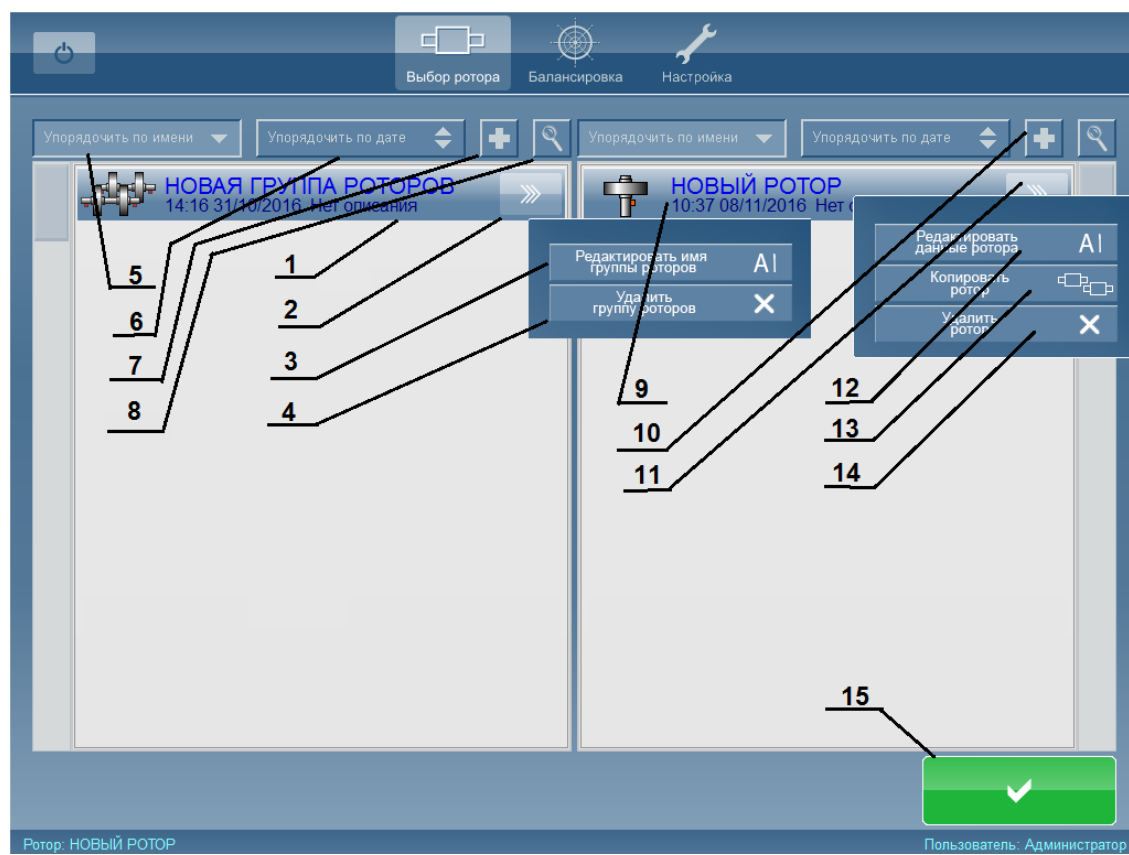 Выбор ротора
Балансировка
Настройка
Упорядочить по имени
Упорядочить по дате
Упорядочить по имени
Упорядочить по дате
НОВАЯ ГРУППА РОТОРОВ
14:16 31/10/2016 Нет описания
НОВЫЙ РОТОР
10:37 08/11/2016 Нет
Редактировать имя
группы роторов
AI
Удалить
группу роторов
Редактировать
данные ротора
AI
Копировать
ротор
Удалить
ротор
5
1
6
2
7
3
8
4
9
12
10
13
11
14
15
Ротор: НОВЫЙ РОТОР
Пользователь: Администратор